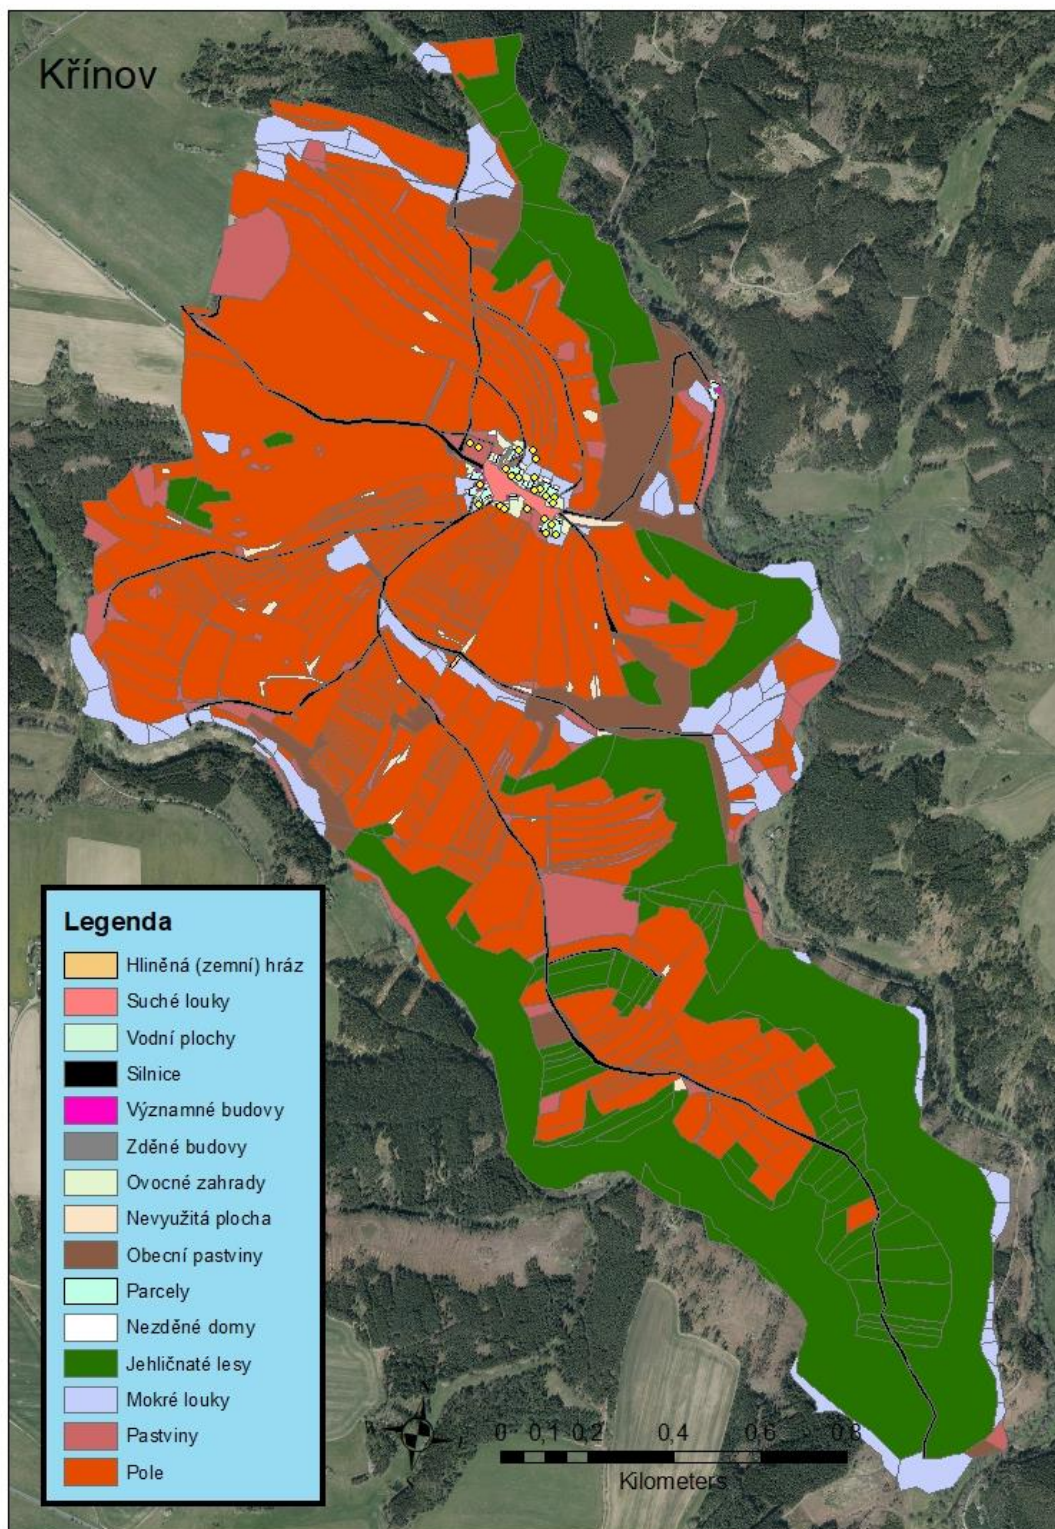 Křínov
Legenda
Hliněná (zemní) hráz
Suché louky
Vodní plochy
Silnice
Významné budovy
Zděné budovy
Ovocné zahrady
Nevyužitá plocha
Obecní pastviny
Parcely
Nezděné domy
Jehličnaté lesy
Mokré louky
Pastviny
Pole
0 0,1 0,2 0,4 0,6 0,8
Kilometers